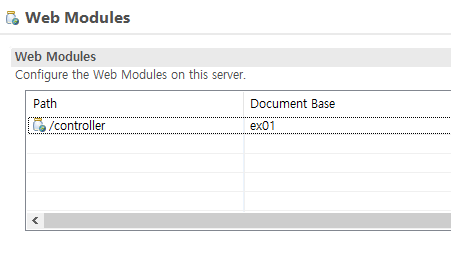 Web Modules
Web Modules
Configure the Web Modules on this server.
Path Document Base
/controller ex01